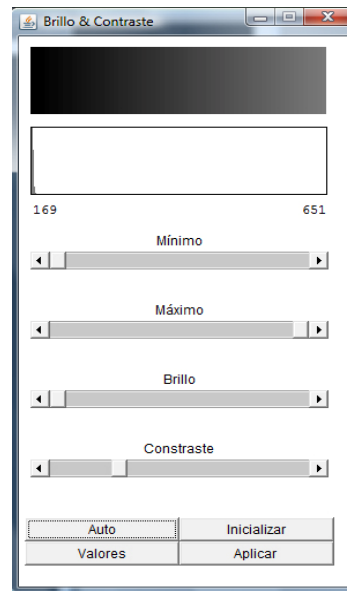 Brillo & Contraste
169 651
Mínimo
Máximo
Brillo
Constraste
Auto Inicializar
Valores Aplicar